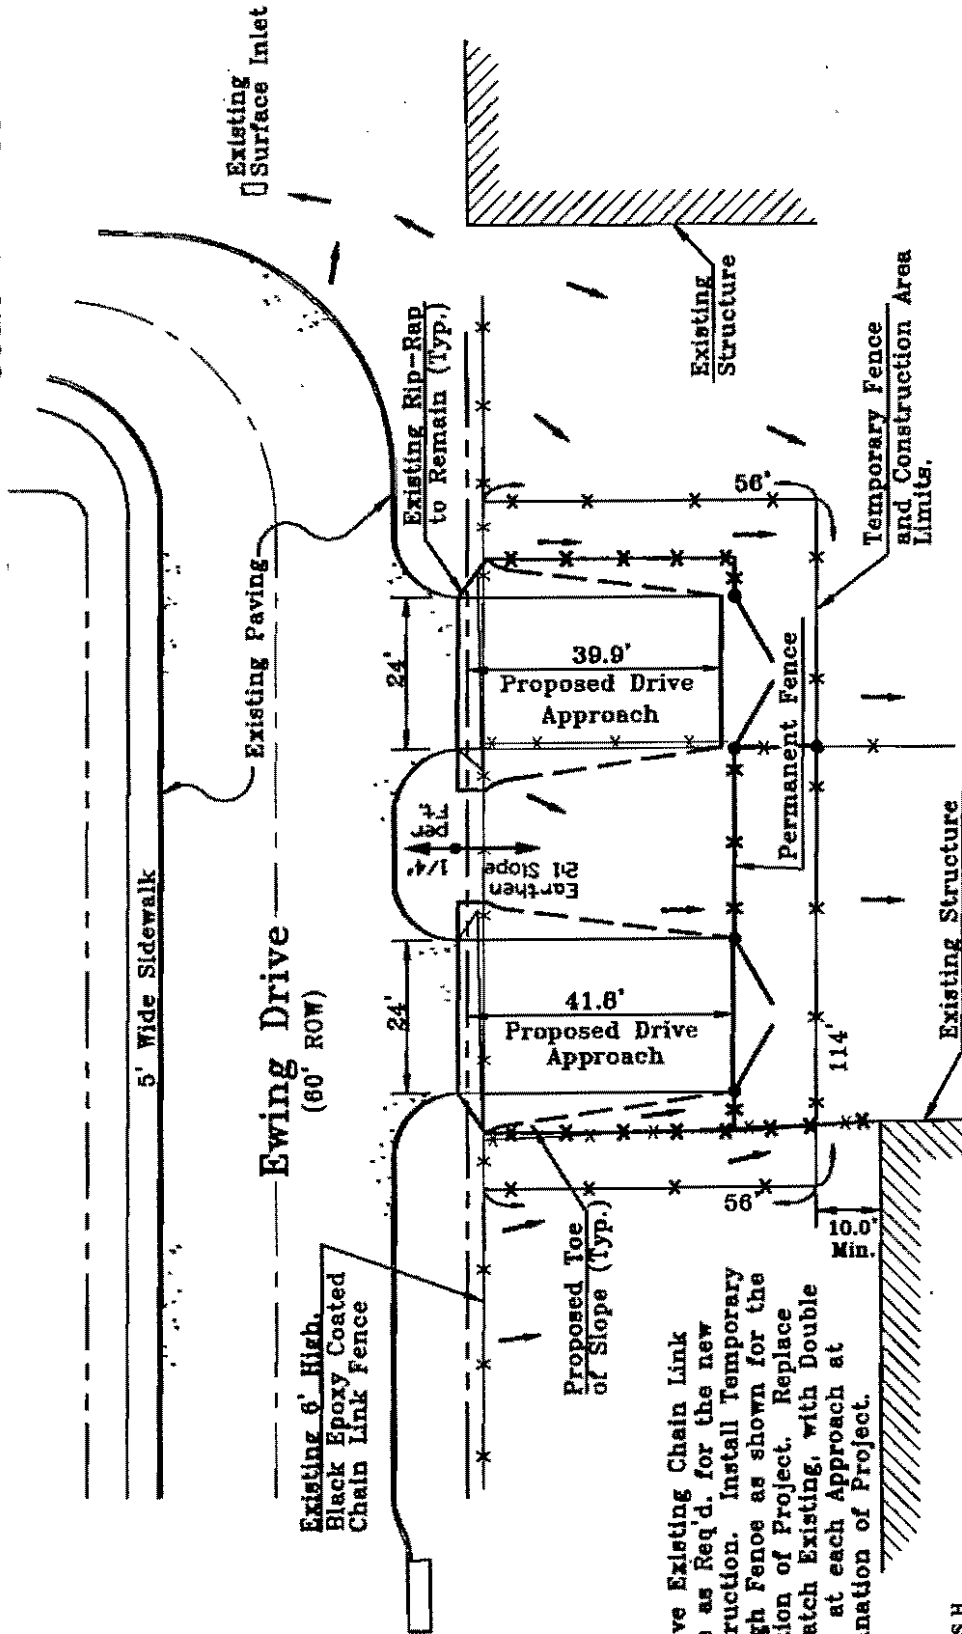 Existing
Surface Inlet
5' Wide Sidewalk
Existing Paving
Ewing Drive
(60' ROW)
Existing 6' High,
Black Epoxy Coated
Chain Link Fence
Existing Rip-Rap
to Remain (Typ.)
24'
24'
1/4"
Per
Ft
Earthen
2:1 Slope
39.9'
Proposed Drive
Approach
41.8'
Proposed Drive
Approach
Existing
Structure
Temporary Fence
and Construction Area
Limits.
56'
Permanent Fence
Proposed Toe
of Slope (Typ.)
56'
114'
10.0'
Min.
Existing Structure
ve Existing Chain Link
as Req'd. for the new
ruction. Install Temporary
gh Fence as shown for the
tion of Project. Replace
atch Existing, with Double
at each Approach at
nation of Project.